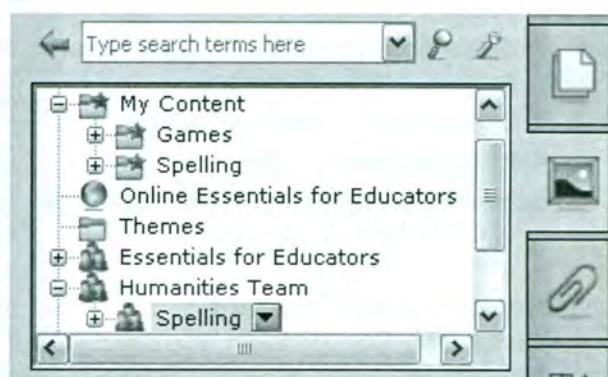 Type search terms here
My Content
Games
Spelling
Online Essentials for Educators
Themes
Essentials for Educators
Humanities Team
Spelling